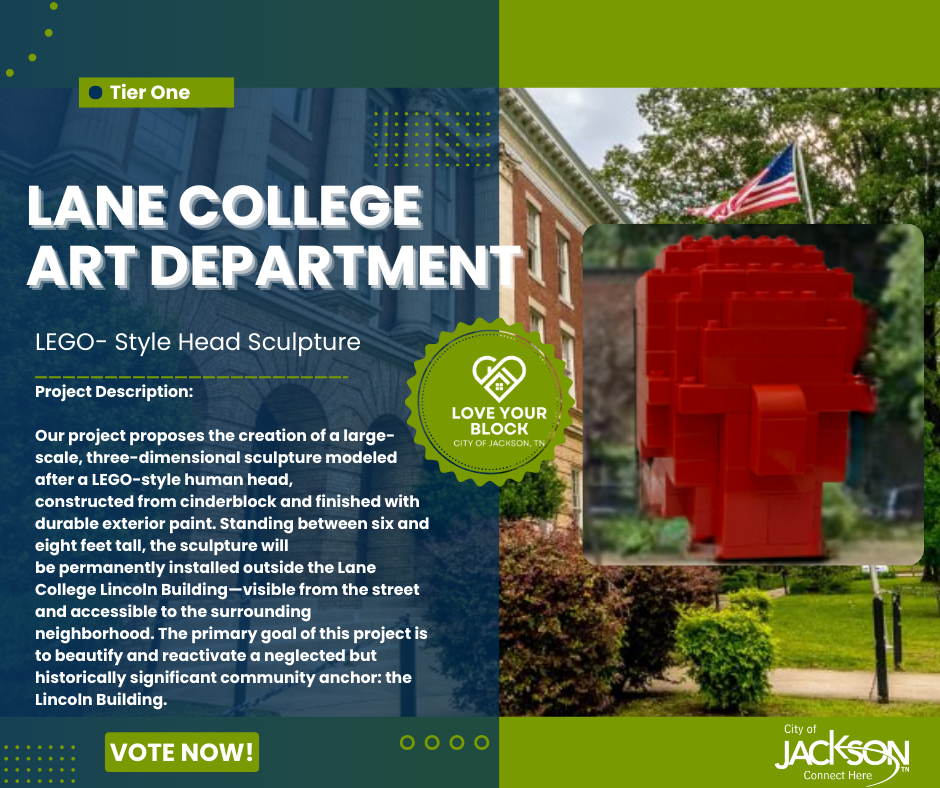 Tier One
LANE COLLEGE
ART DEPARTMENT
LEGO- Style Head Sculpture
Project Description:
Our project proposes the creation of a large-
scale, three-dimensional sculpture modeled
after a LEGO-style human head,
constructed from cinderblock and finished with
durable exterior paint. Standing between six and
eight feet tall, the sculpture will
be permanently installed outside the Lane
College Lincoln Building—visible from the street
and accessible to the surrounding
neighborhood. The primary goal of this project is
to beautify and reactivate a neglected but
historically significant community anchor: the
Lincoln Building.
LOVE YOUR
BLOCK
CITY OF JACKSON, TN
VOTE NOW!
City of
JACKSON
TN
Connect Here